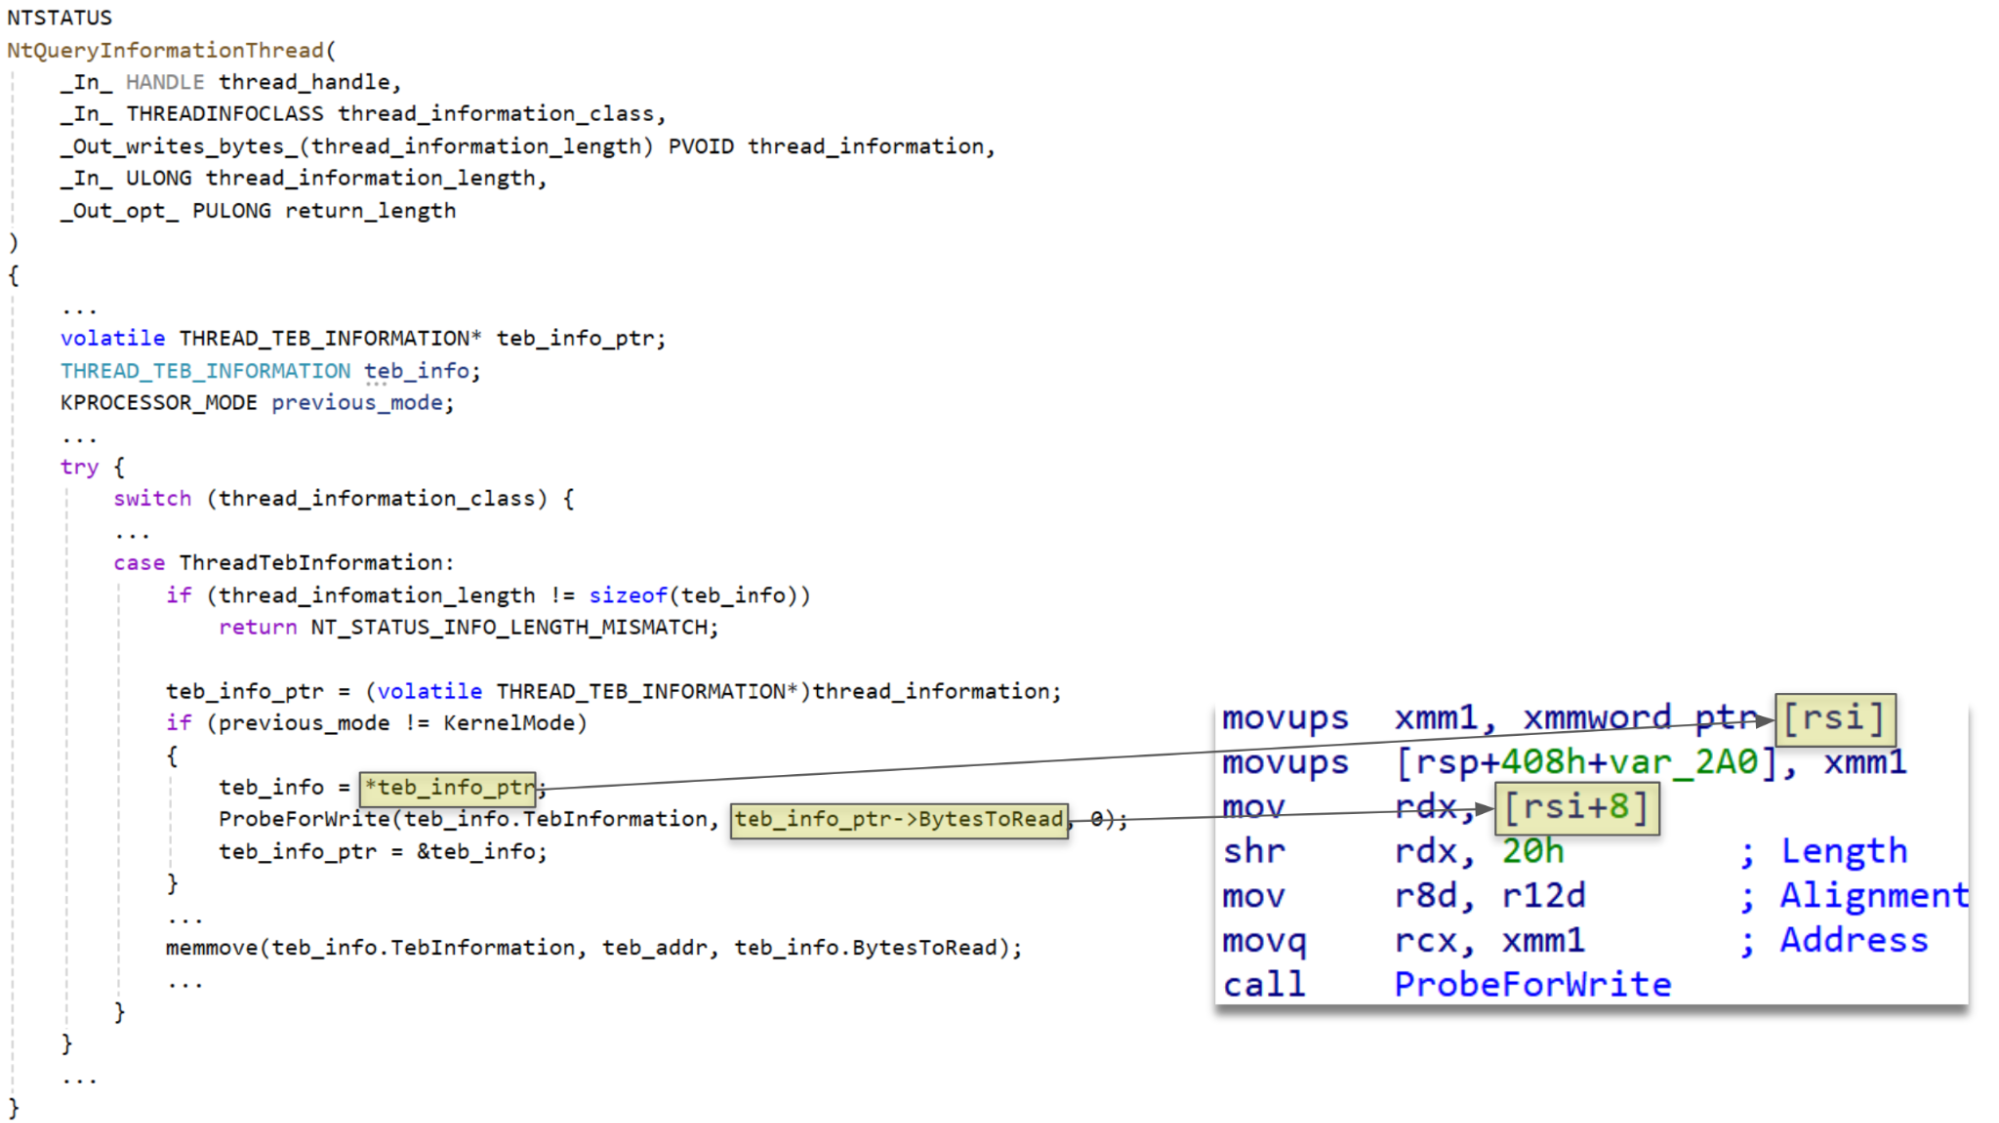 NTSTATUS
NtQueryInformationThread(
_In_ HANDLE thread_handle,
_In_ THREADINFOCLASS thread_information_class,
_Out_writes_bytes_(thread_information_length) PVOID thread_information,
_In_ ULONG thread_information_length,
_Out_opt_ PULONG return_length
)
{
...
volatile THREAD_TEB_INFORMATION* teb_info_ptr;
THREAD_TEB_INFORMATION teb_info;
KPROCESSOR_MODE previous_mode;
...
try {
switch (thread_information_class) {
...
case ThreadTebInformation:
if (thread_infomation_length != sizeof(teb_info))
return NT_STATUS_INFO_LENGTH_MISMATCH;
teb_info_ptr = (volatile THREAD_TEB_INFORMATION*)thread_information;
if (previous_mode != KernelMode)
{
teb_info = *teb_info_ptr;
ProbeForWrite(teb_info.TebInformation, teb_info_ptr->BytesToRead, 0);
teb_info_ptr = &teb_info;
}
...
memmove(teb_info.TebInformation, teb_addr, teb_info.BytesToRead);
...
}
}
...
}
movups xmm1, xmmword ptr [rsi]
movups [rsp+408h+var_2A0], xmm1
mov rdx, [rsi+8]
shr rdx, 20h ; Length
mov r8d, r12d ; Alignment
movq rcx, xmm1 ; Address
call ProbeForWrite